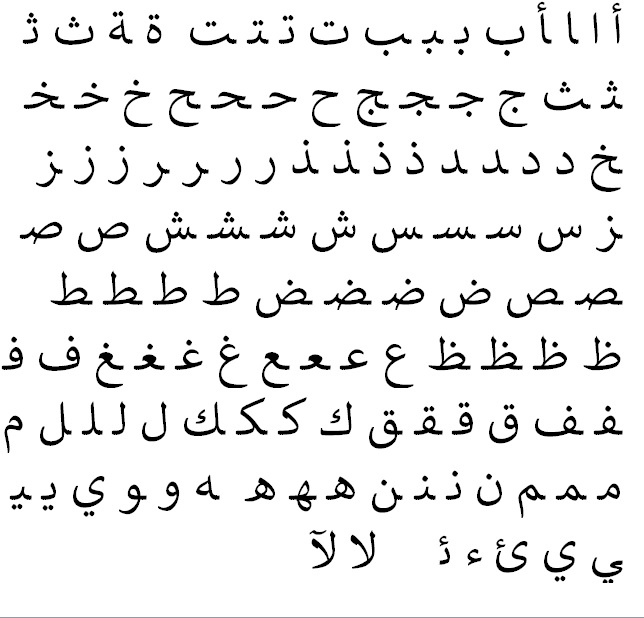 أ ا ا أ ب ب ب ب ت ت ت ت ة ة ث ث
ث ث ج ج ج ج ح ح ح ح خ خ خ
خ د د د د ذ ذ ذ ذ ر ر ر ر ز ز ز
ز س س س س ش ش ش ش ص ص
ص ص ض ض ض ض ط ط ط ط
ظ ظ ظ ظ ع ع ع ع غ غ غ غ ف ف
ف ف ق ق ق ق ك ك ك ك ل ل ل ل م
م م م ن ن ن ن ه ه ه ه و و ي ي ي
ي ي ئ ء ئ لا لآ